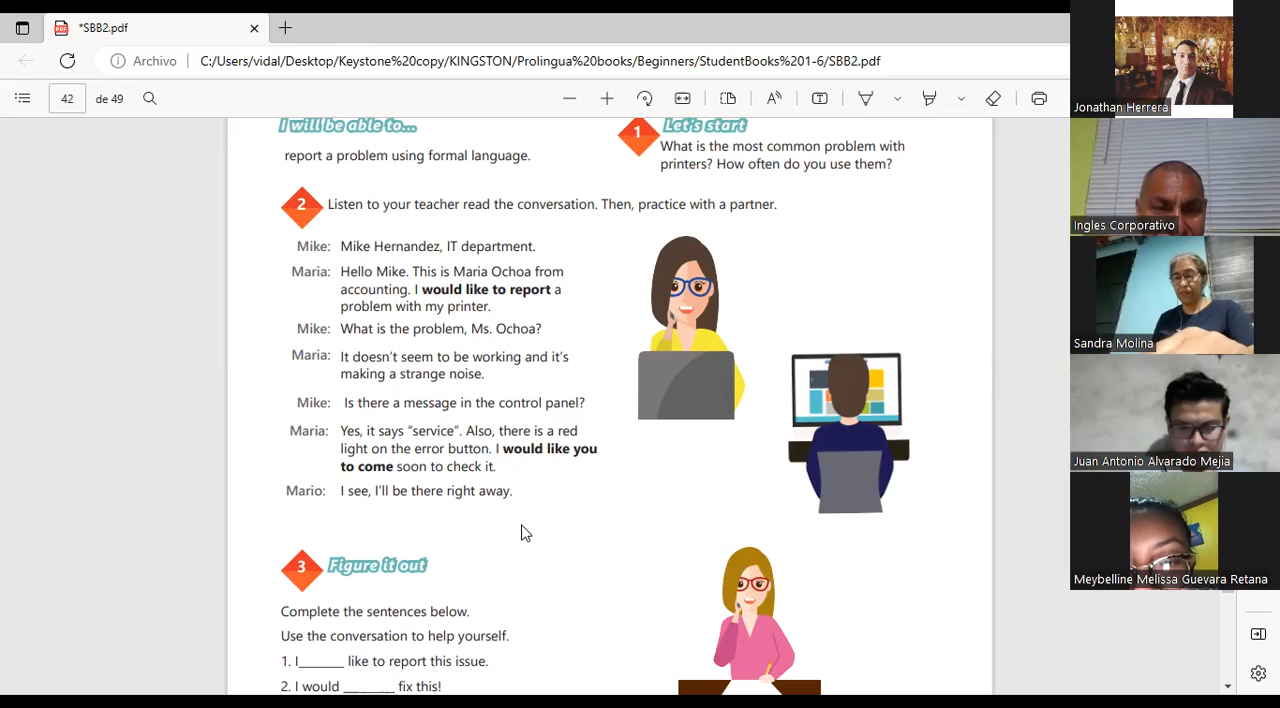 *SBB2.pdf
Archivo
C:/Users/vidal/Desktop/Keystone%20copy/KINGSTON/Prolingua%20books/Beginners/StudentBooks%201-6/SBB2.pdf
42
de 49
I will be able to...
report a problem using formal language.
1
Let's start
What is the most common problem with
printers? How often do you use them?
2
Listen to your teacher read the conversation. Then, practice with a partner.
Mike: Mike Hernandez, IT department.
Maria: Hello Mike. This is Maria Ochoa from
accounting. I would like to report a
problem with my printer.
Mike: What is the problem, Ms. Ochoa?
Maria: It doesn't seem to be working and it's
making a strange noise.
Mike: Is there a message in the control panel?
Maria: Yes, it says "service". Also, there is a red
light on the error button. I would like you
to come soon to check it.
Mario: I see, I'll be there right away.
3
Figure it out
Complete the sentences below.
Use the conversation to help yourself.
1. I______ like to report this issue.
2. I would _______ fix this!
Jonathan Herrera
Ingles Corporativo
Sandra Molina
Juan Antonio Alvarado Mejia
Meybelline Melissa Guevara Retana